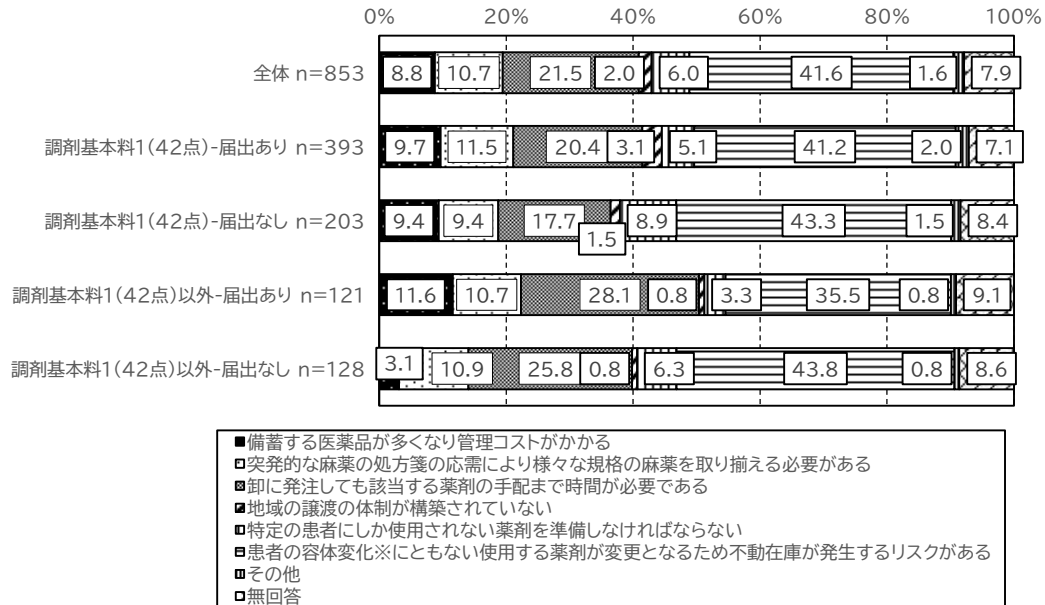 0% 20% 40% 60% 80% 100%
全体 n=853 8.8 10.7 21.5 2.0 6.0 41.6 1.6 7.9
調剤基本料1(42点)-届出あり n=393 9.7 11.5 20.4 3.1 5.1 41.2 2.0 7.1
調剤基本料1(42点)-届出なし n=203 9.4 9.4 17.7 1.5 8.9 43.3 1.5 8.4
調剤基本料1(42点)以外-届出あり n=121 11.6 10.7 28.1 0.8 3.3 35.5 0.8 9.1
調剤基本料1(42点)以外-届出なし n=128 3.1 10.9 25.8 0.8 6.3 43.8 0.8 8.6
備蓄する医薬品が多くなり管理コストがかかる
突発的な麻薬の処方箋の応需により様々な規格の麻薬を取り揃える必要がある
卸に発注しても該当する薬剤の手配まで時間が必要である
地域の譲渡の体制が構築されていない
特定の患者にしか使用されない薬剤を準備しなければならない
患者の容体変化※にともない使用する薬剤が変更となるため不動在庫が発生するリスクがある
その他
無回答